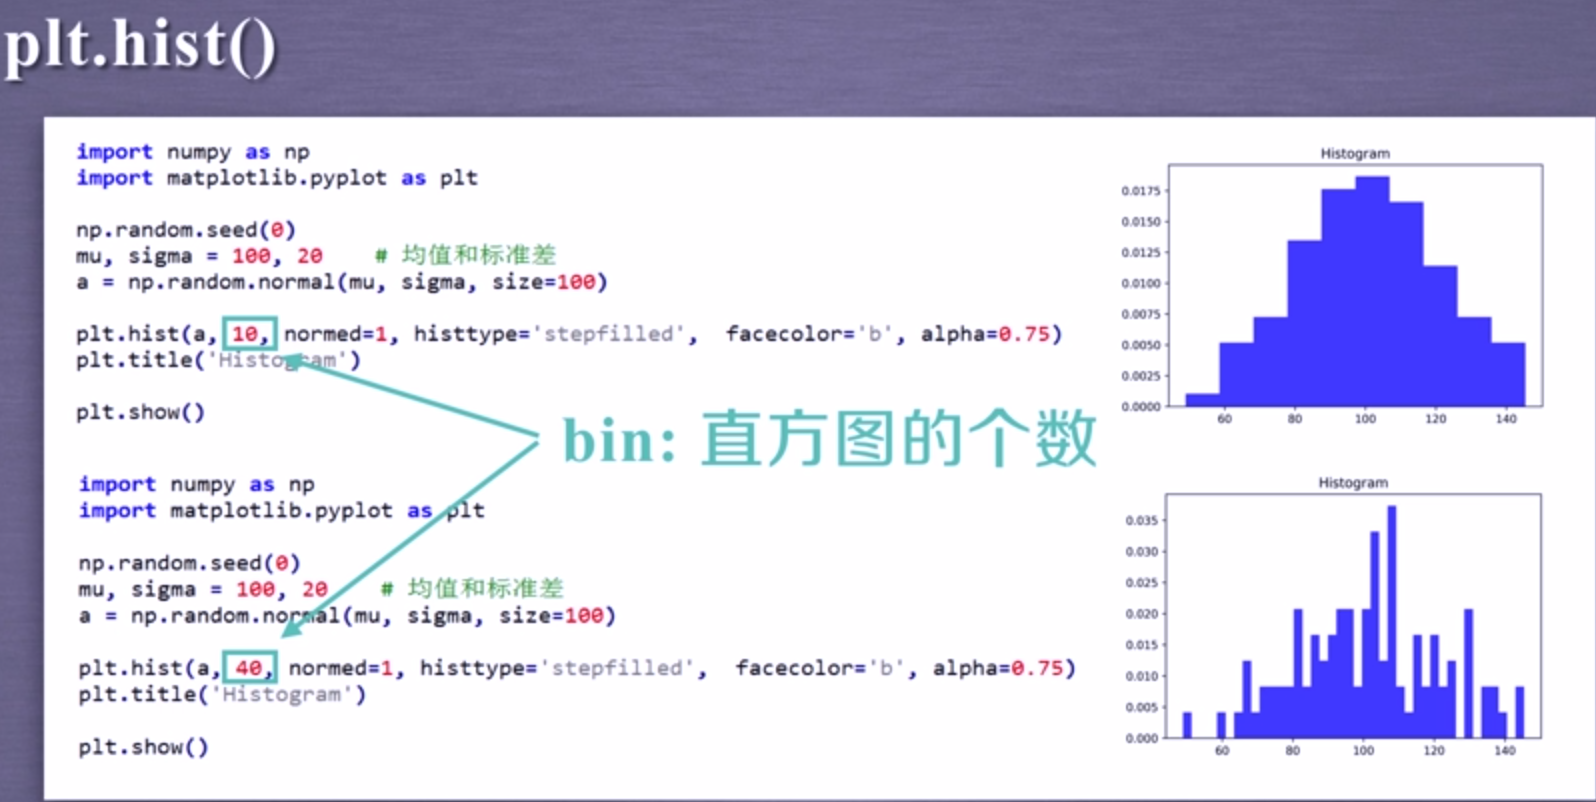 plt.hist()
import numpy as np
import matplotlib.pyplot as plt
np.random.seed(0)
mu, sigma = 100, 20    # 均值和标准差
a = np.random.normal(mu, sigma, size=100)
plt.hist(a, 10, normed=1, histtype='stepfilled',  facecolor='b', alpha=0.75)
plt.title('Histogram')
plt.show()
bin: 直方图的个数
import numpy as np
import matplotlib.pyplot as plt
np.random.seed(0)
mu, sigma = 100, 20    # 均值和标准差
a = np.random.normal(mu, sigma, size=100)
plt.hist(a, 40, normed=1, histtype='stepfilled',  facecolor='b', alpha=0.75)
plt.title('Histogram')
plt.show()
Histogram
0.0175
0.0150
0.0125
0.0100
0.0075
0.0050
0.0025
0.0000
60 80 100 120 140
Histogram
0.035
0.030
0.025
0.020
0.015
0.010
0.005
0.000
60 80 100 120 140